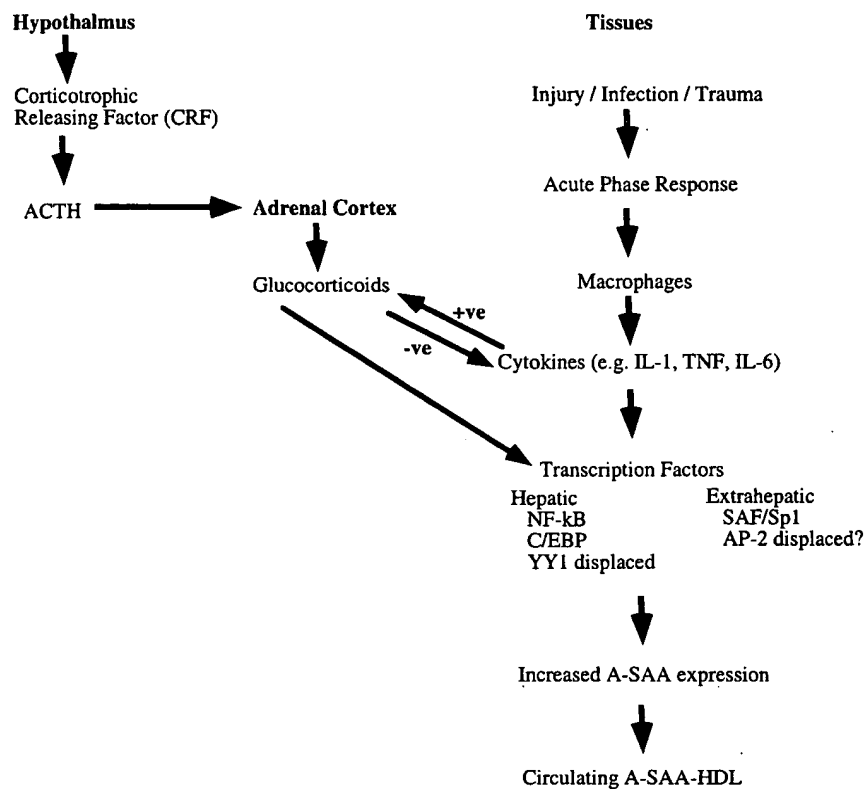 Hypothalmus
Corticotrophic
Releasing Factor (CRF)
ACTH
Adrenal Cortex
Glucocorticoids
+ve
-ve
Tissues
Injury / Infection / Trauma
Acute Phase Response
Macrophages
Cytokines (e.g. IL-1, TNF, IL-6)
Transcription Factors
Hepatic
NF-kB
C/EBP
YY1 displaced
Extrahepatic
SAF/Sp1
AP-2 displaced?
Increased A-SAA expression
Circulating A-SAA-HDL